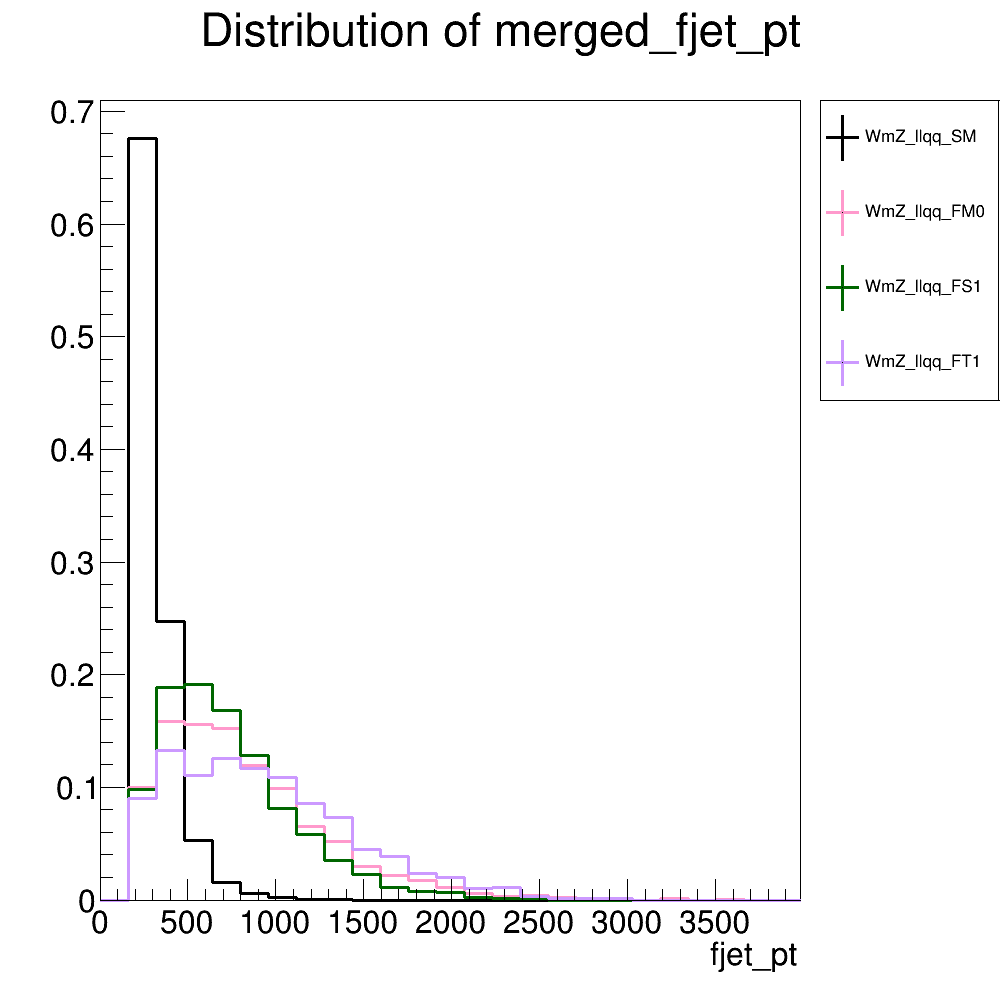 Distribution of merged_fjet_pt
0.7
0.6
0.5
0.4
0.3
0.2
0.1
0
0 500 1000 1500 2000 2500 3000 3500
fjet_pt
WmZ_llqq_SM
WmZ_llqq_FM0
WmZ_llqq_FS1
WmZ_llqq_FT1